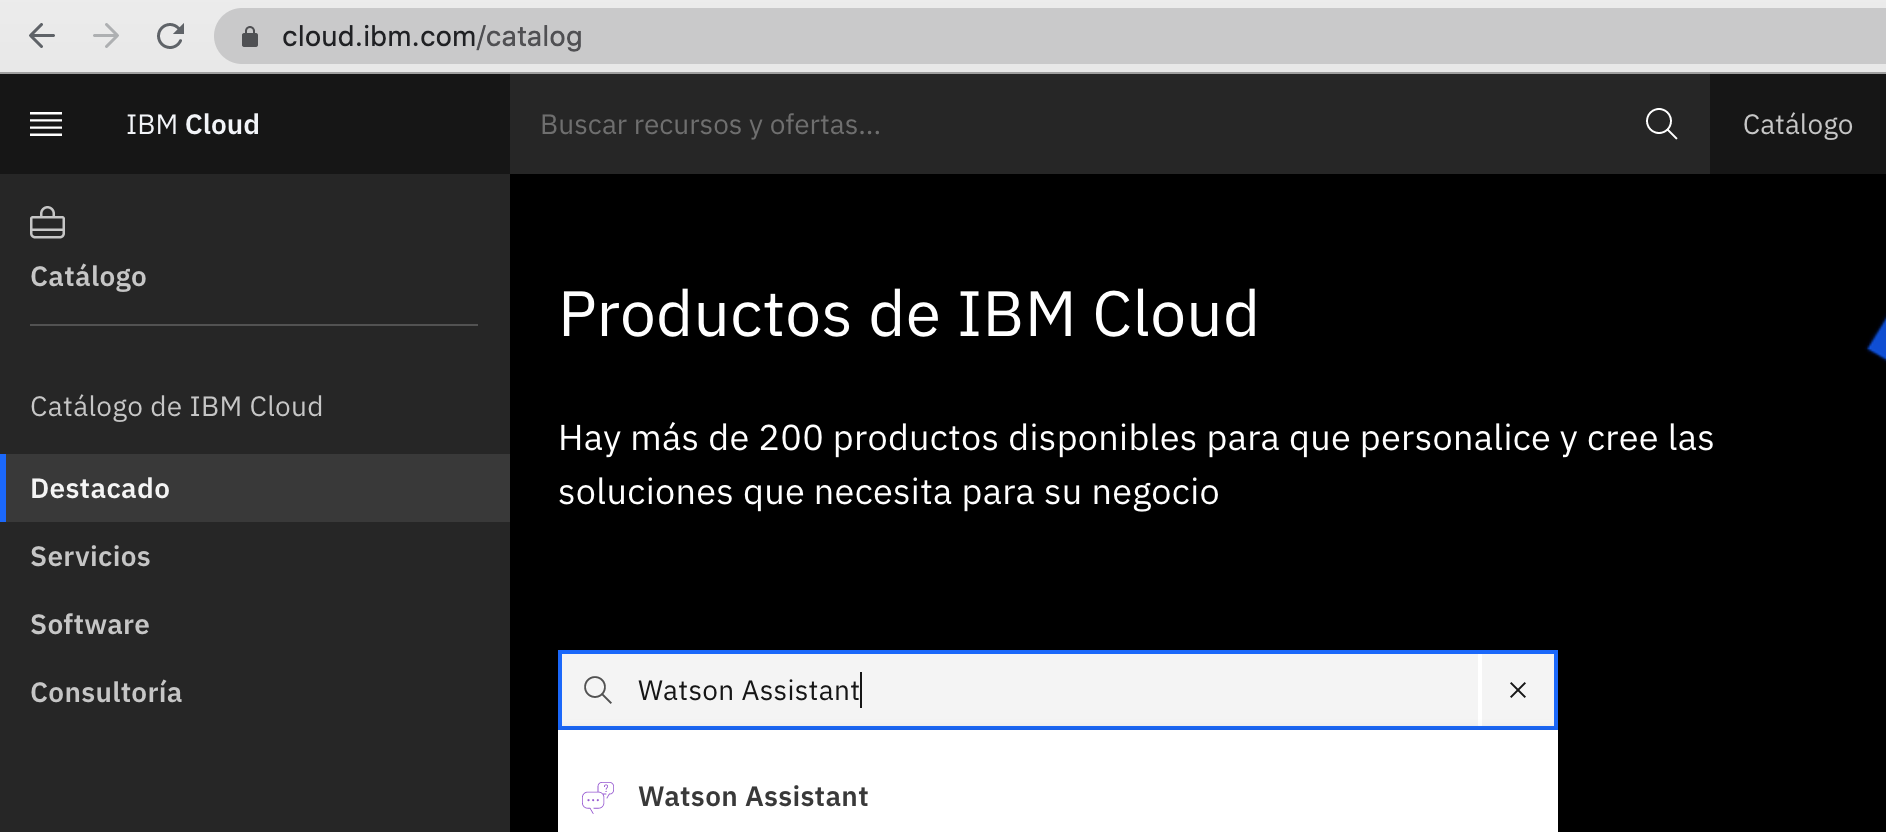 cloud.ibm.com/catalog
IBM Cloud
Buscar recursos y ofertas...
Catálogo
Catálogo
Catálogo de IBM Cloud
Destacado
Servicios
Software
Consultoría
Productos de IBM Cloud
Hay más de 200 productos disponibles para que personalice y cree las
soluciones que necesita para su negocio
Watson Assistant
Watson Assistant